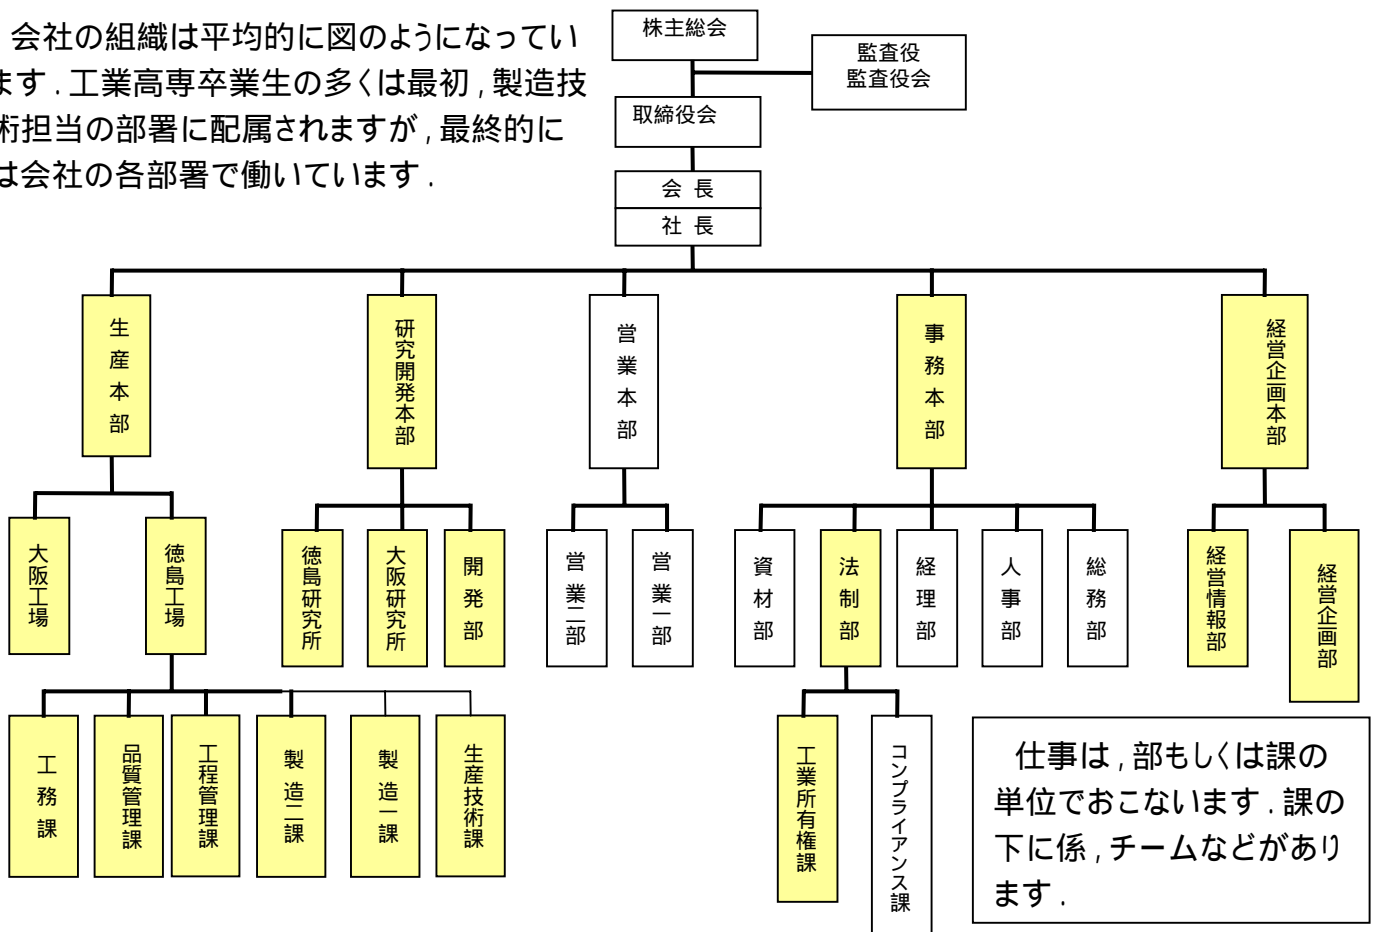 会社の組織は平均的に図のようになってい
ます．工業高専卒業生の多くは最初，製造技
術担当の部署に配属されますが，最終的に
は会社の各部署で働いています．
株主総会
監査役
監査役会
取締役会
会 長
社 長
生産本部
研究開発本部
営業本部
事務本部
経営企画本部
大阪工場
徳島工場
徳島研究所
大阪研究所
開発部
営業二部
営業一部
資材部
法制部
経理部
人事部
総務部
経営情報部
経営企画部
工務課
品質管理課
工程管理課
製造二課
製造一課
生産技術課
工業所有権課
コンプライアンス課
仕事は，部もしくは課の
単位でおこないます．課の
下に係，チームなどがあり
ます．